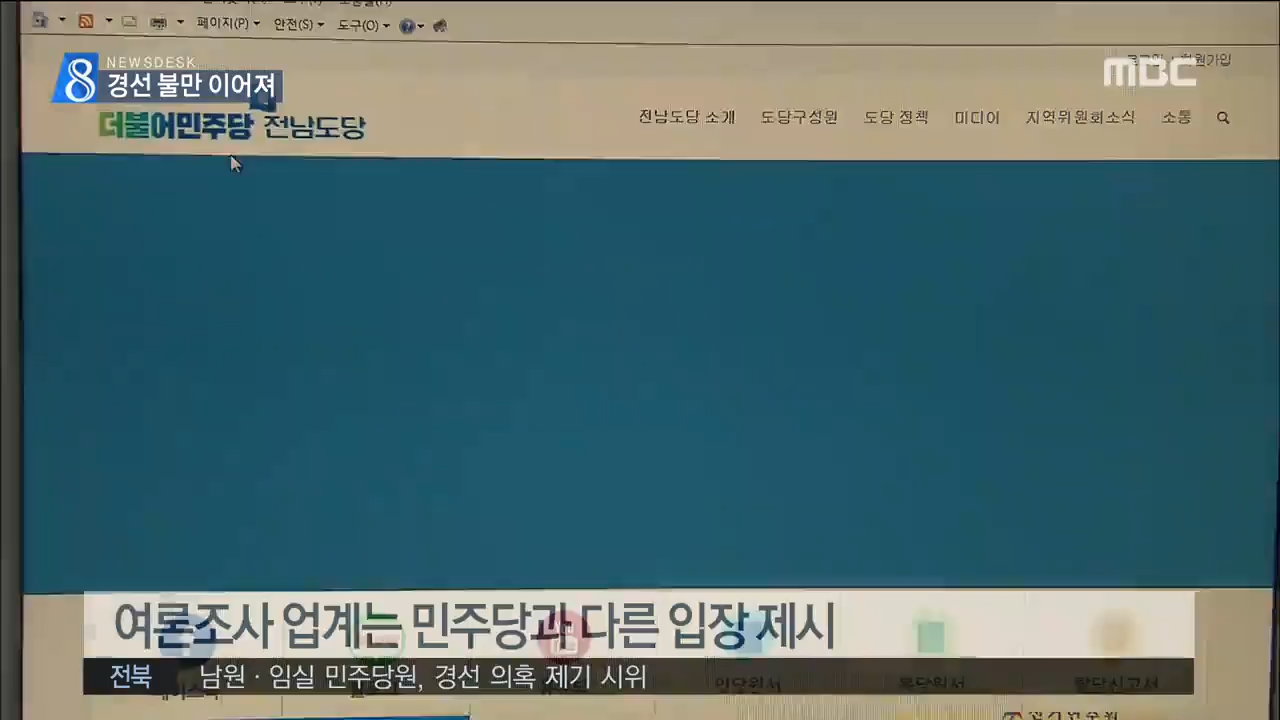 페이지(P) 안전(S) 도구(O)
NEWSDESK
8 경선 불만 이어져
MBC
더불어민주당 전남도당
전남도당 소개 도당구성원 도당 정책 미디어 지역위원회소식 소통
여론조사 업계는 민주당과 다른 입장 제시
전북 남원·임실 민주당원, 경선 의혹 제기 시위